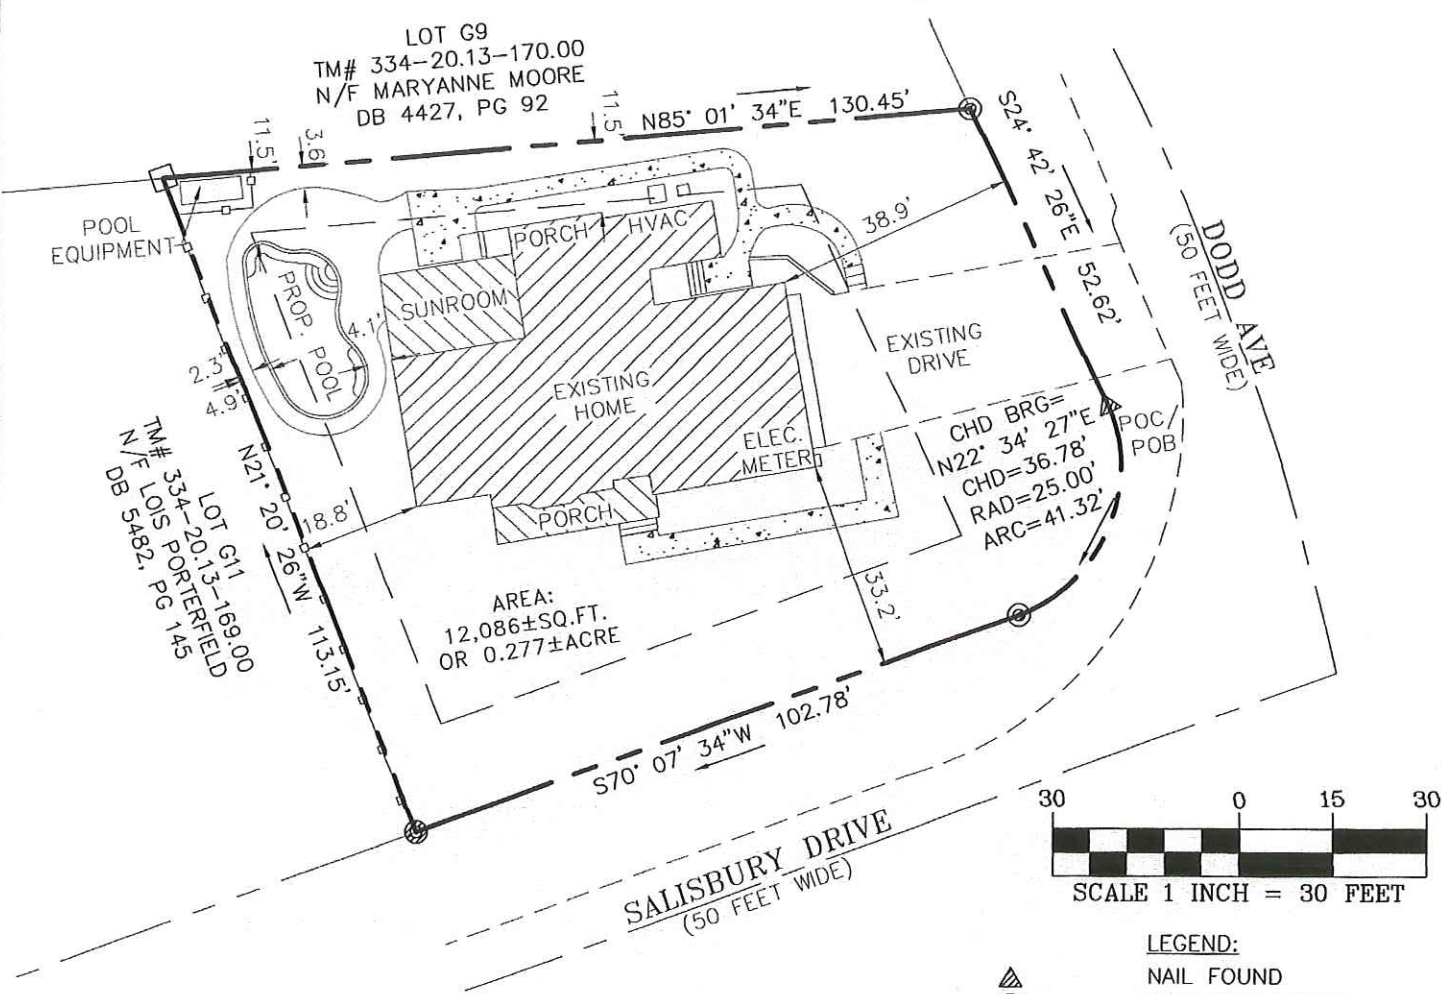 LOT G9
TM# 334-20.13-170.00
N/F MARYANNE MOORE
DB 4427, PG 92
11.5'
3.6'
11.5'
N85° 01' 34"E 130.45'
S24° 42' 26"E 52.62'
DODD AVE
(50 FEET WIDE)
POOL
EQUIPMENT
PORCH
HVAC
38.9'
SUNROOM
PROP. POOL
4.1'
2.3'
4.9'
EXISTING
HOME
EXISTING
DRIVE
ELEC.
METER
CHD BRG=
N22° 34' 27"E
CHD=36.78'
RAD=25.00'
ARC=41.32'
POC/
POB
LOT G11
TM# 334-20.13-169.00
N/F LOIS PORTERFIELD
DB 5482, PG 145
N21° 20' 26"W 113.15'
18.8'
PORCH
33.2'
AREA:
12,086±SQ.FT.
OR 0.277±ACRE
S70° 07' 34"W 102.78'
SALISBURY DRIVE
(50 FEET WIDE)
30 0 15 30
SCALE 1 INCH = 30 FEET
LEGEND:
NAIL FOUND